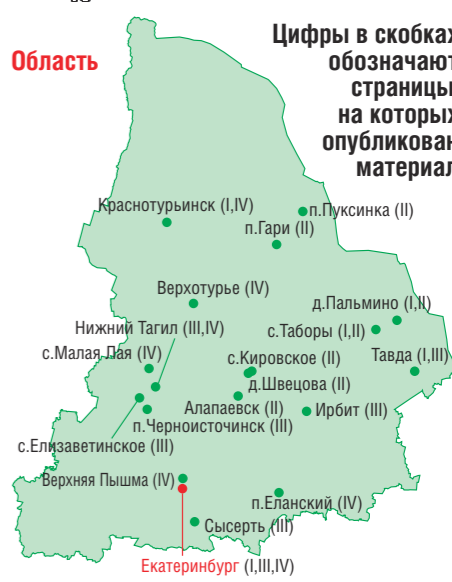 Область
Цифры в скобках
обозначают
страницы,
на которых
опубликован
материал
Краснотурьинск (I,IV)
п.Пуксинка (II)
п.Гари (II)
Верхотурье (IV)
д.Пальмино (I,II)
Нижний Тагил (III,IV)
с.Таборы (I,II)
с.Малая Лая (IV)
с.Кировское (II)
Тавда (I,III)
д.Швецова (II)
Алапаевск (II)
Ирбит (III)
п.Черноисточинск (III)
с.Елизаветинское (III)
Верхняя Пышма (IV)
п.Еланский (IV)
Сысерть (III)
Екатеринбург (I,III,IV)